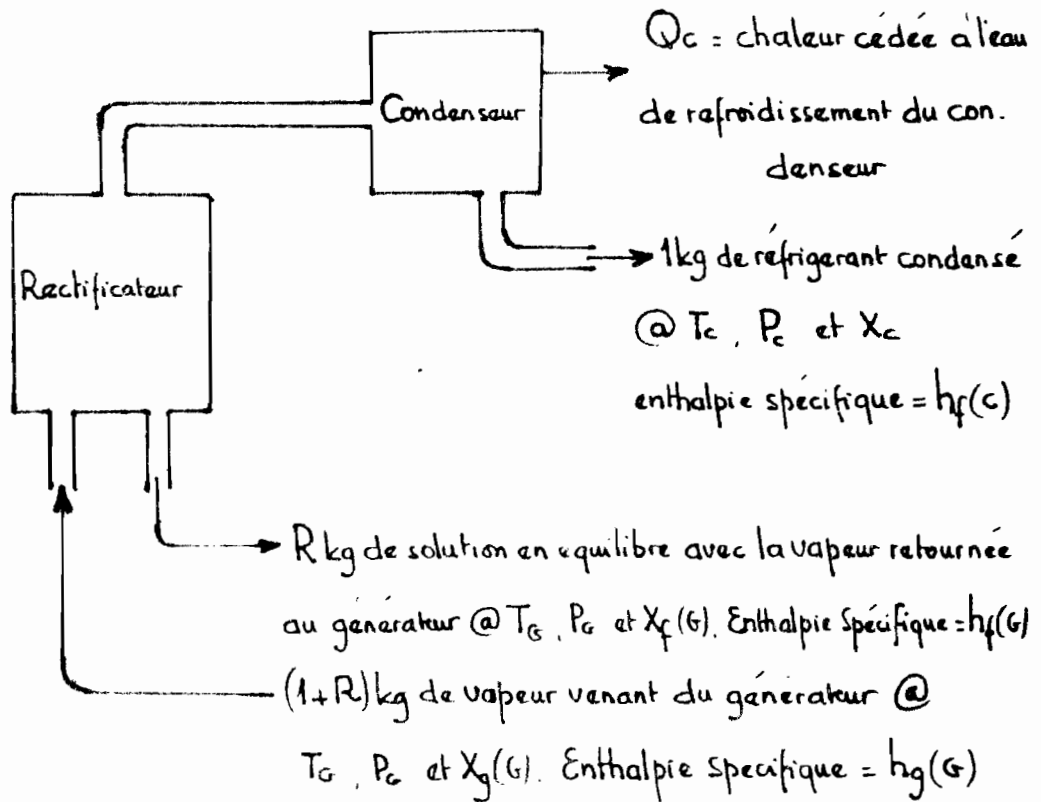 Qc = chaleur cédée à l'eau
de refroidissement du con.
denseur
Condenseur
Rectificateur
1kg de réfrigérant condensé
@ Tc, Pc et Xc
enthalpie spécifique = hf(c)
R kg de solution en equilibre avec la vapeur retournée
au générateur @ TG, PG et Xf(G). Enthalpie Spécifique = hf(G)
(1+R) kg de vapeur venant du générateur @
TG, PG et Xg(G). Enthalpie Specifique = hg(G)